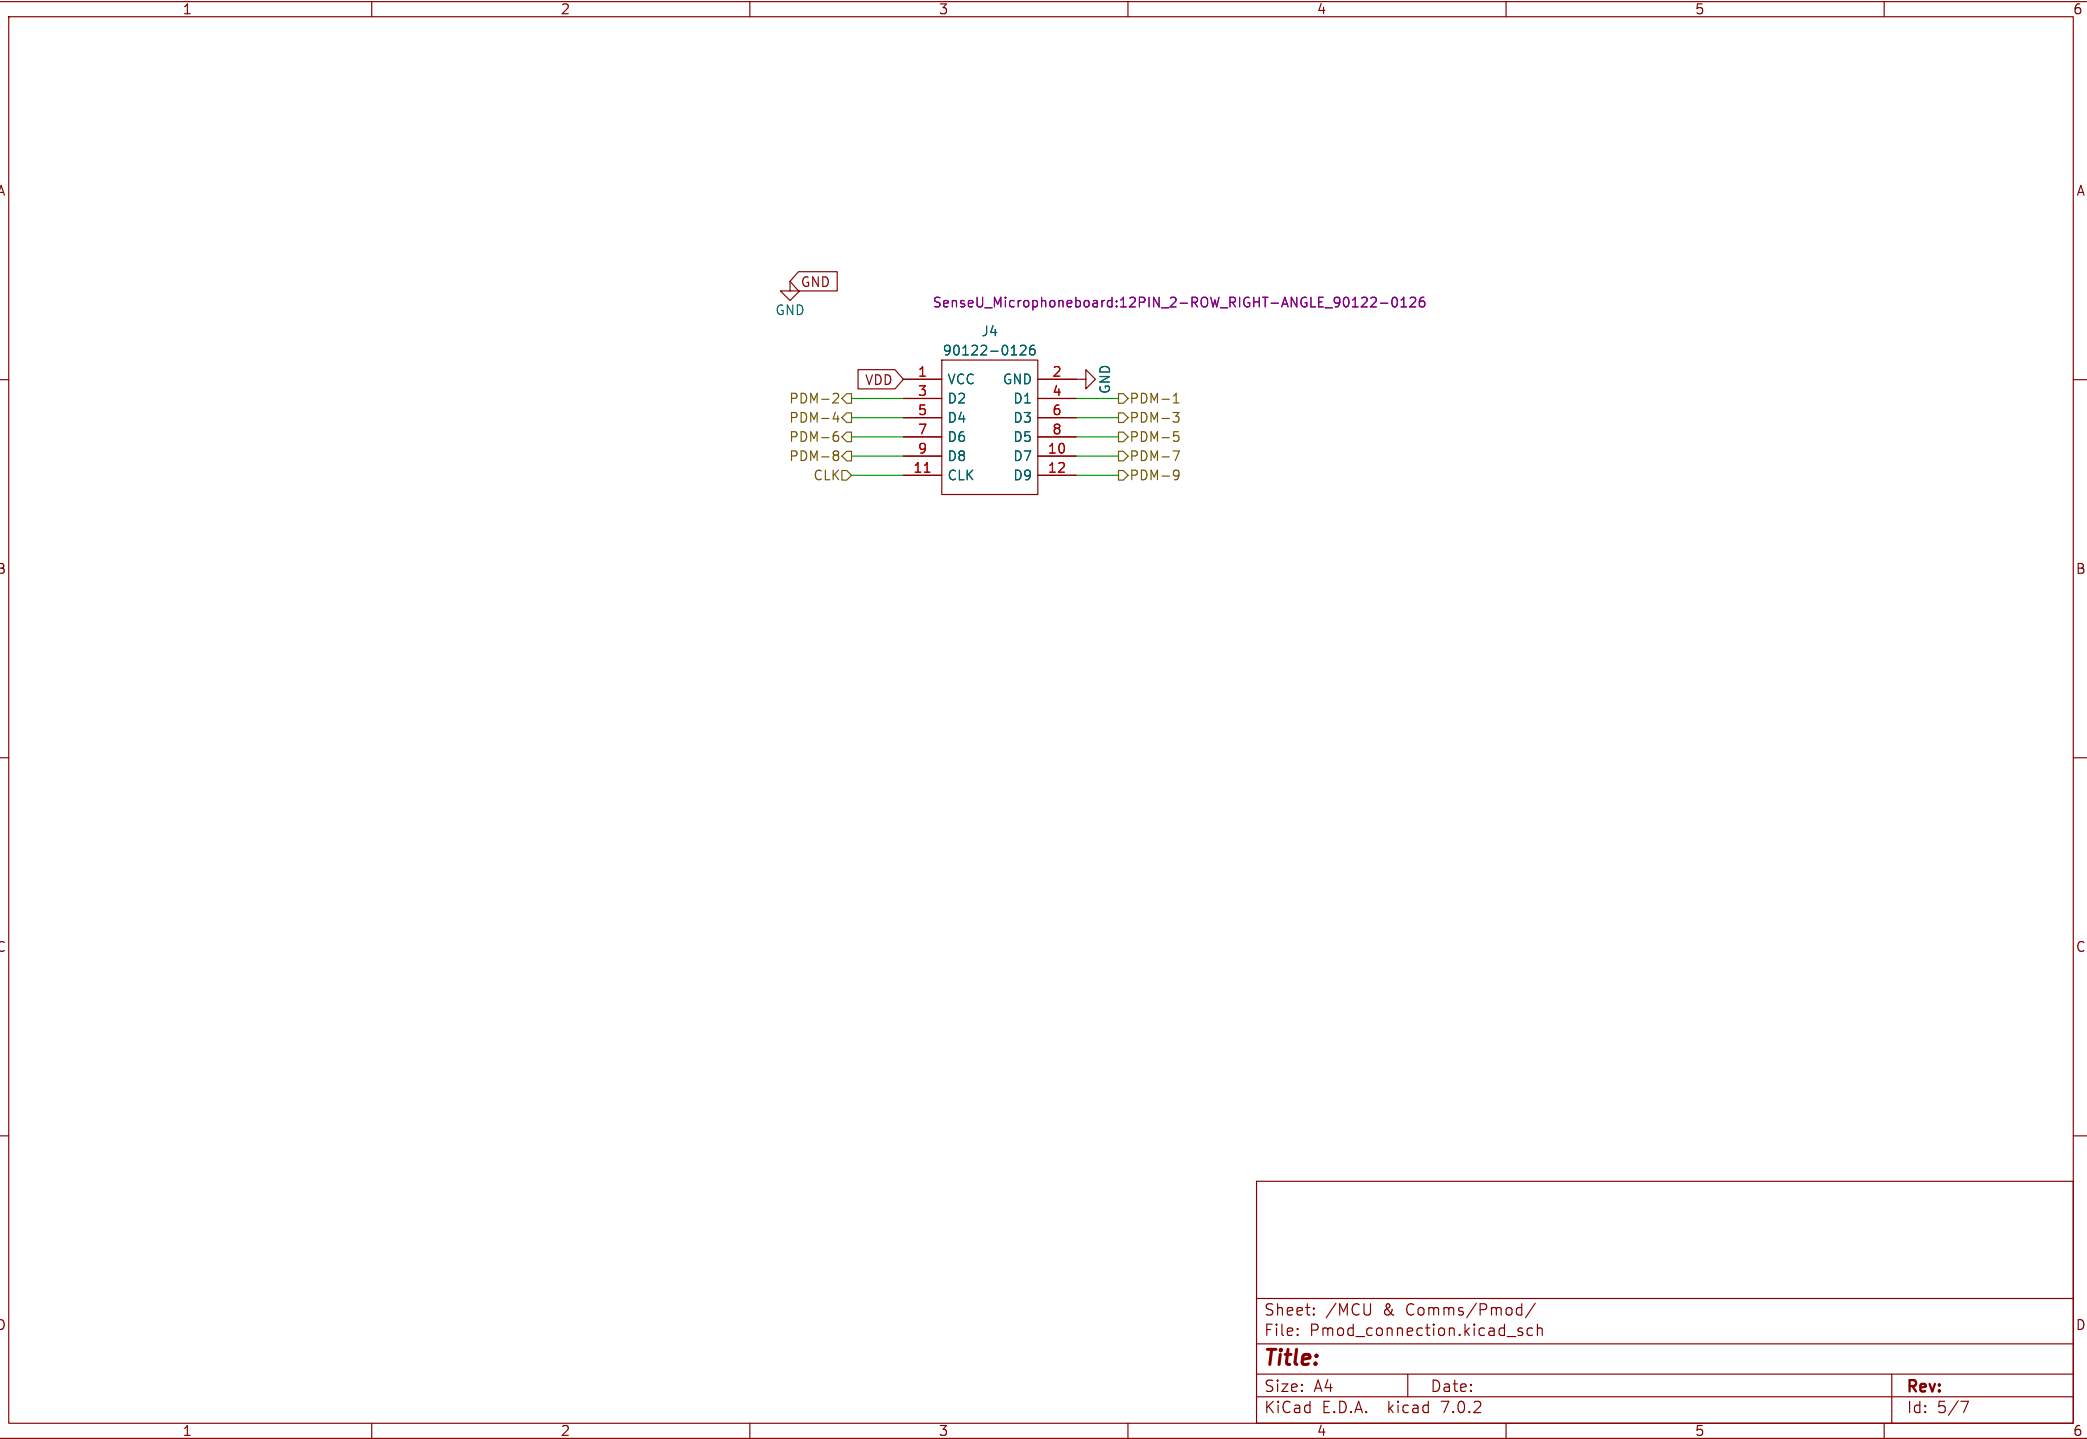 1 2 3 4 5 6
A A
GND
GND
SenseU_Microphoneboard:12PIN_2-ROW_RIGHT-ANGLE_90122-0126
J4
90122-0126
VDD 1 VCC GND 2 GND
PDM-2 3 D2 D1 4 PDM-1
PDM-4 5 D4 D3 6 PDM-3
PDM-6 7 D6 D5 8 PDM-5
PDM-8 9 D8 D7 10 PDM-7
CLK 11 CLK D9 12 PDM-9
B B
C C
Sheet: /MCU & Comms/Pmod/
File: Pmod_connection.kicad_sch
D D
Title:
Size: A4 Date: Rev:
KiCad E.D.A. kicad 7.0.2 Id: 5/7
1 2 3 4 5 6